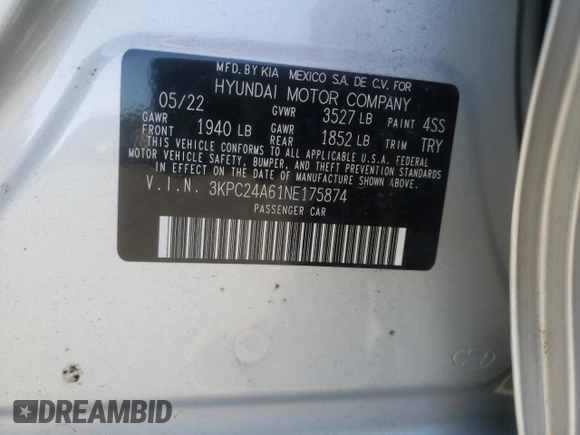 MFD. BY KIA MEXICO S.A. DE C.V. FOR
HYUNDAI MOTOR COMPANY
05/22 GVWR 3527 LB PAINT 4SS
GAWR FRONT 1940 LB GAWR REAR 1852 LB TRIM TRY
THIS VEHICLE CONFORMS TO ALL APPLICABLE U.S.A. FEDERAL
MOTOR VEHICLE SAFETY, BUMPER, AND THEFT PREVENTION STANDARDS
IN EFFECT ON THE DATE OF MANUFACTURE SHOWN ABOVE.
V.I.N. 3KPC24A61NE175874
PASSENGER CAR
DREAMBID